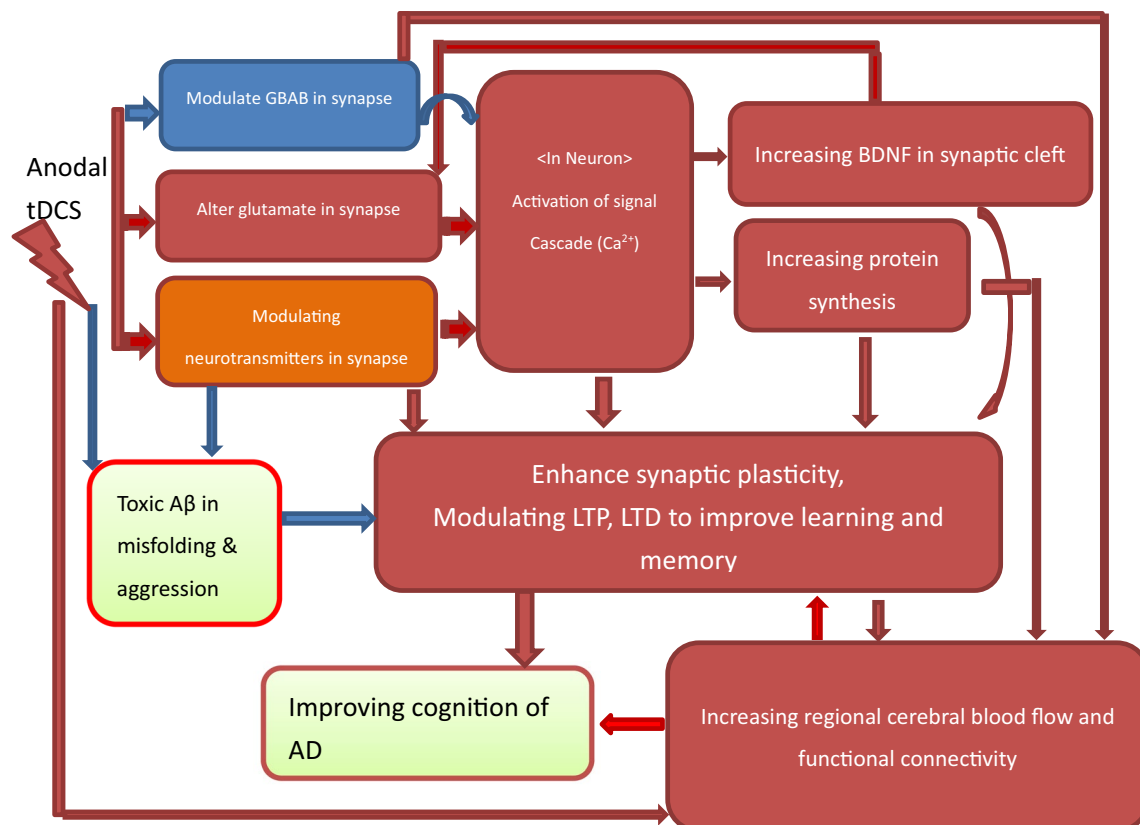 Modulate GBAB in synapse
Anodal
tDCS
Alter glutamate in synapse
Modulating
neurotransmitters in synapse
<In Neuron>
Activation of signal
Cascade (Ca²⁺)
Increasing BDNF in synaptic cleft
Increasing protein
synthesis
Toxic Aβ in
misfolding &
aggression
Enhance synaptic plasticity,
Modulating LTP, LTD to improve learning and
memory
Improving cognition of
AD
Increasing regional cerebral blood flow and
functional connectivity